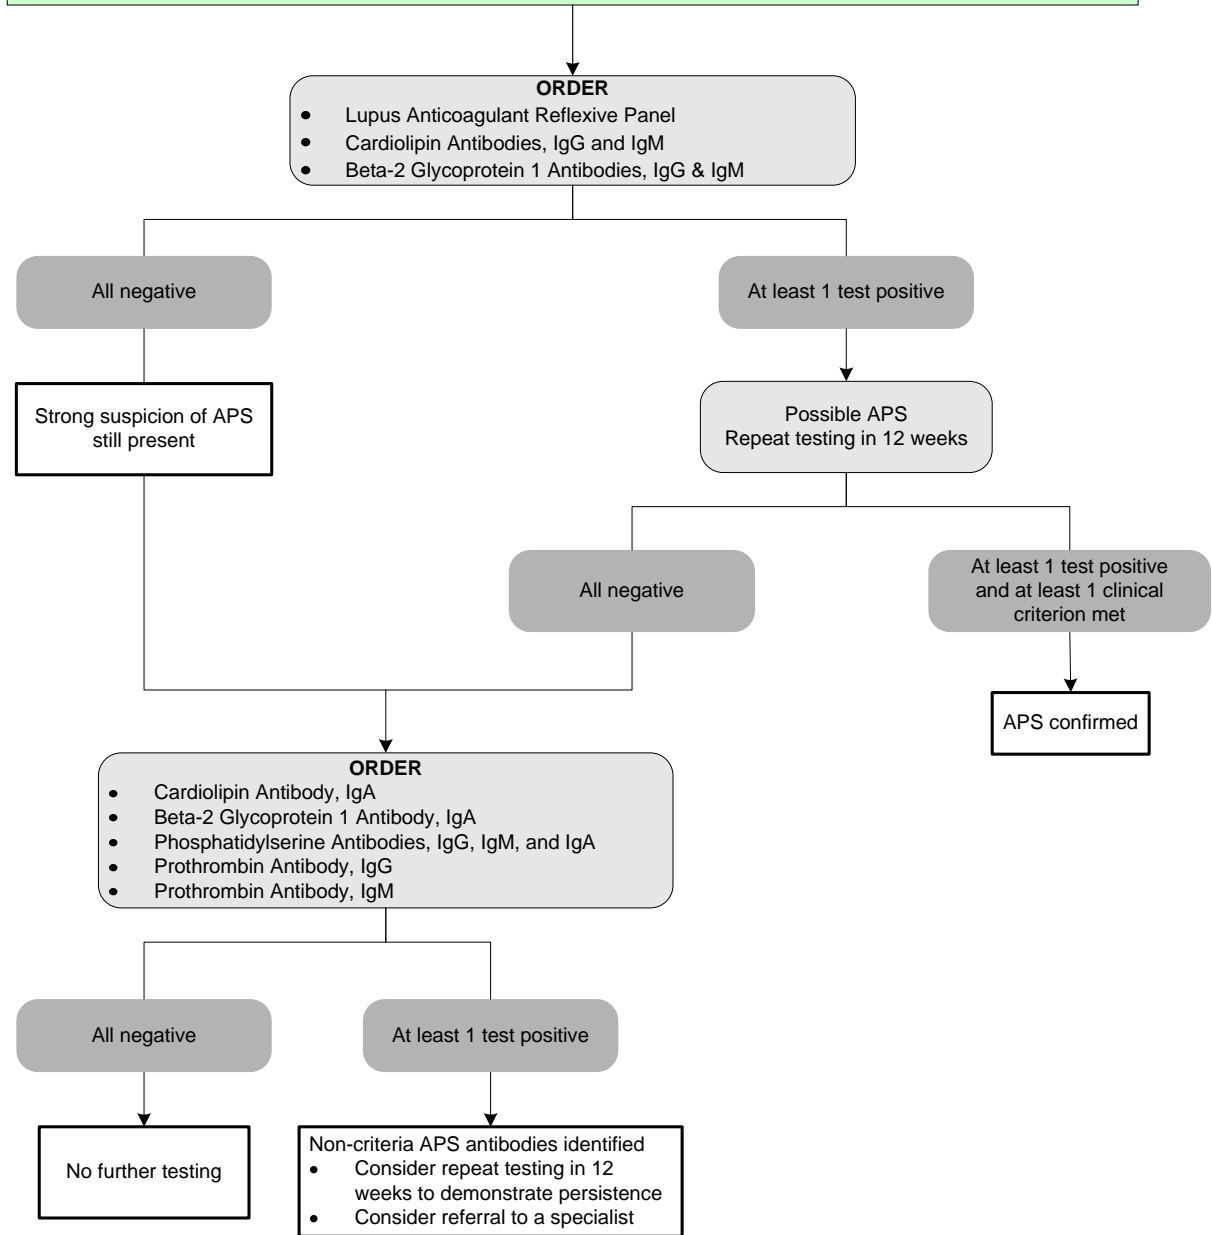 ORDER
• Lupus Anticoagulant Reflexive Panel
• Cardiolipin Antibodies, IgG and IgM
• Beta-2 Glycoprotein 1 Antibodies, IgG & IgM
All negative
At least 1 test positive
Strong suspicion of APS
still present
Possible APS
Repeat testing in 12 weeks
All negative
At least 1 test positive
and at least 1 clinical
criterion met
APS confirmed
ORDER
• Cardiolipin Antibody, IgA
• Beta-2 Glycoprotein 1 Antibody, IgA
• Phosphatidylserine Antibodies, IgG, IgM, and IgA
• Prothrombin Antibody, IgG
• Prothrombin Antibody, IgM
All negative
At least 1 test positive
No further testing
Non-criteria APS antibodies identified
• Consider repeat testing in 12
weeks to demonstrate persistence
• Consider referral to a specialist